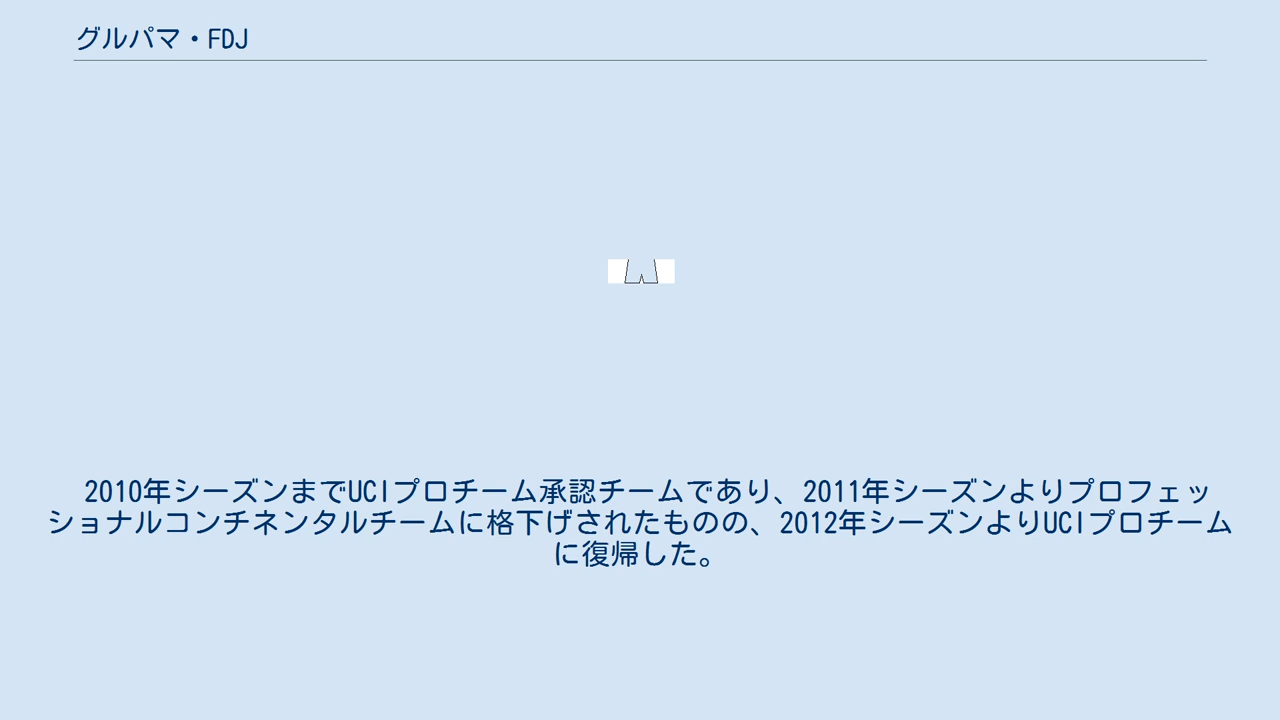 グルパマ・FDJ
2010年シーズンまでUCIプロチーム承認チームであり、2011年シーズンよりプロフェッ
ショナルコンチネンタルチームに格下げされたものの、2012年シーズンよりUCIプロチーム
に復帰した。